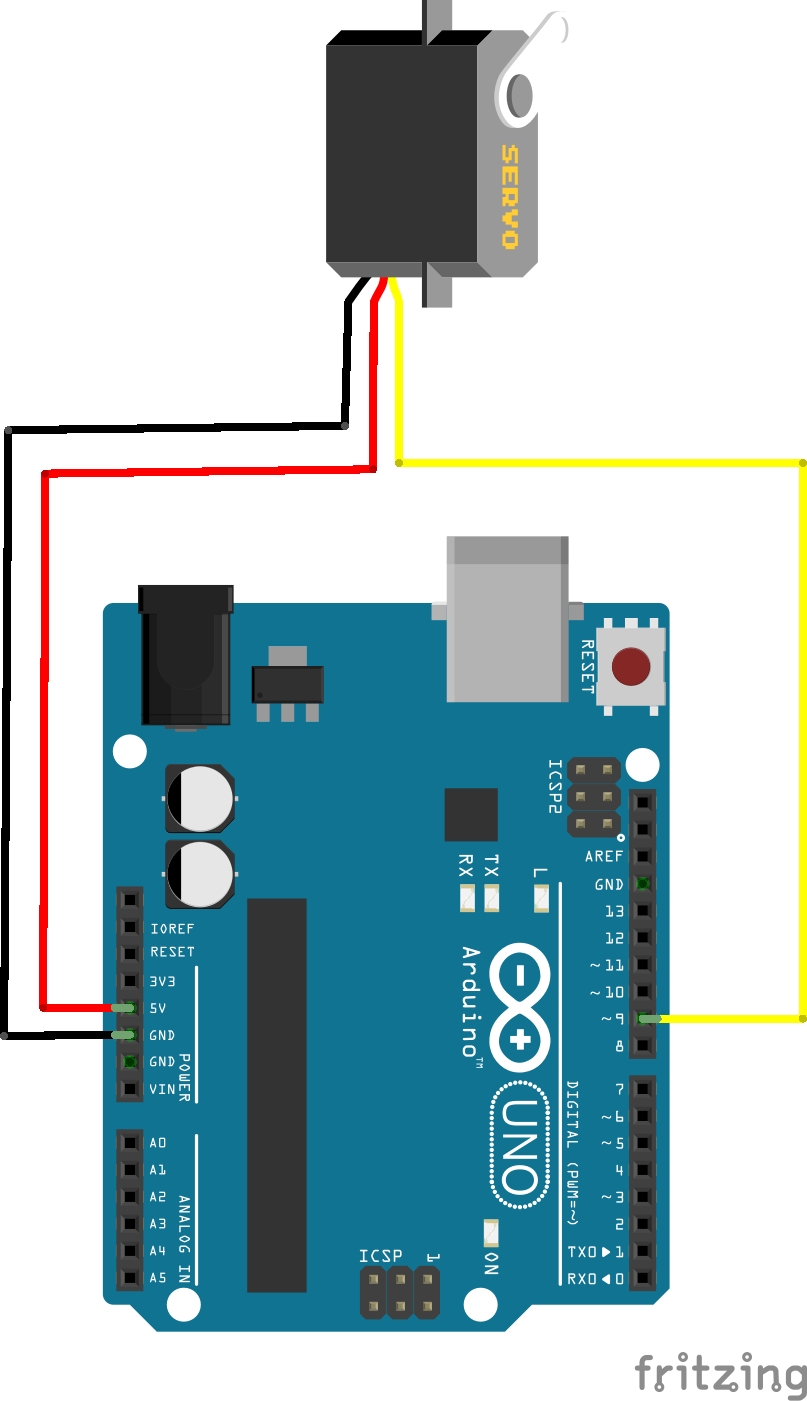 SERVO
RESET
ICSP2
AREF
GND
13
12
~11
~10
~9
8
RX
TX
L
IOREF
RESET
3V3
5V
GND
GND
VIN
POWER
Arduino™
UNO
DIGITAL (PWM=~)
7
~6
~5
4
~3
2
TX0▶1
RX0◀0
A0
A1
A2
A3
A4
A5
ANALOG IN
ICSP
1
ON
fritzing